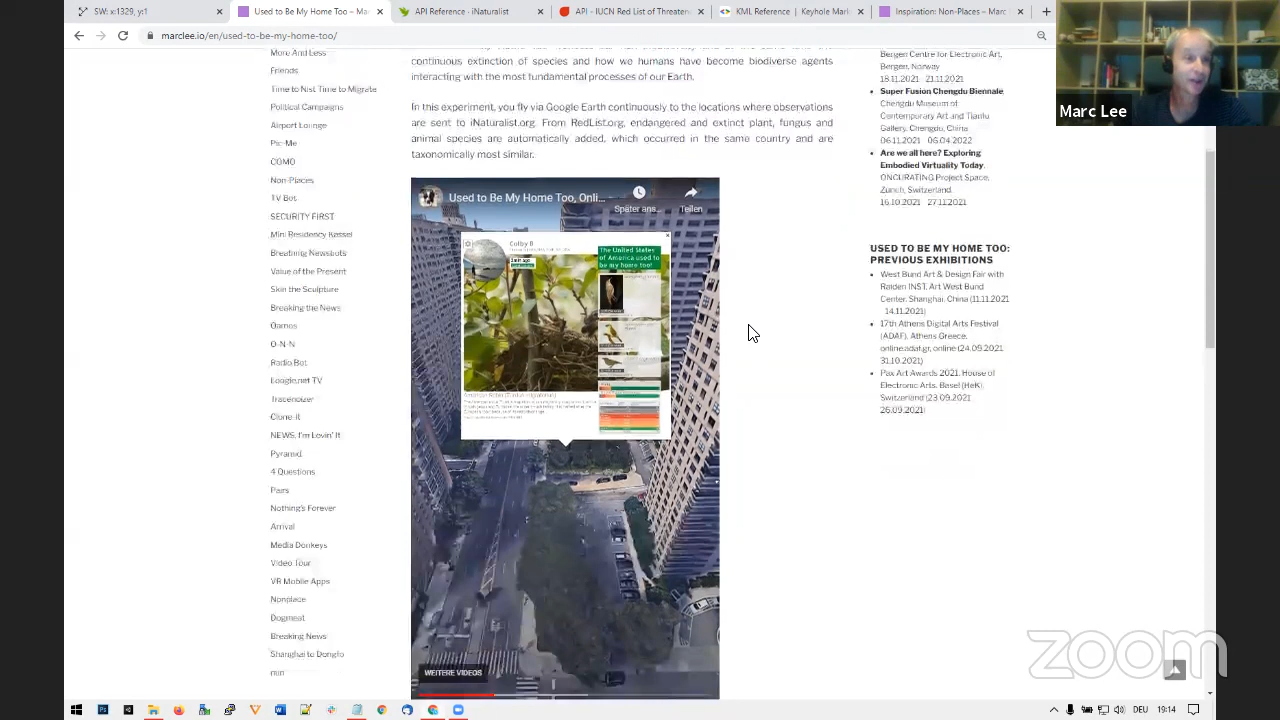 SW: x:1329, y:1
Used to Be My Home Too – Mar
API Reference · iNaturalist
API - IUCN Red List of Threaten
KML Reference | Keyhole Mark
Inspiration: Non-Places – Marc L
marclee.io/en/used-to-be-my-home-too/
Marc Lee
More And Less
Friends
Time to Nist Time to Migrate
Political Campaigns
Airport Lounge
Pic-Me
COMO
Non-Places
TV Bot
SECURITY FIRST
Mini Residency Kasset
Breathing Newsbots
Value of the Present
Skin the Sculpture
Breaking the News
Games
O-N-N
Radio Bot
Loogie.net TV
Tracenoizer
Clone-it
NEWS, I'm Lovin' It
Pyramid
4 Questions
Pairs
Nothing's Forever
Arrival
Media Donkeys
Video Tour
VR Mobile Apps
Nonplace
Dogmeat
Breaking News
Shanghai to Dongfo
continuous extinction of species and how we humans have become biodiverse agents
interacting with the most fundamental processes of our Earth.
In this experiment, you fly via Google Earth continuously to the locations where observations
are sent to iNaturalist.org. From RedList.org, endangered and extinct plant, fungus and
animal species are automatically added, which occurred in the same country and are
taxonomically most similar.
Used to Be My Home Too, Onli...
Später ans...
Teilen
Colby B
1 min ago
The United States
of America used to
be my home too!
WEITERE VIDEOS
Bergen Centre for Electronic Art,
Bergen, Norway
18.11.2021 21.11.2021
Super Fusion Chengdu Biennale,
Chengdu Museum of
Contemporary Art and Tianfu
Gallery, Chengdu, China
06.11.2021 06.04.2022
Are we all here? Exploring
Embodied Virtuality Today,
ONCURATING Project Space,
Zurich, Switzerland,
16.10.2021 27.11.2021
USED TO BE MY HOME TOO:
PREVIOUS EXHIBITIONS
West Bund Art & Design Fair with
Raiden INST, Art West Bund
Center, Shanghai, China (11.11.2021
14.11.2021)
17th Athens Digital Arts Festival
(ADAF), Athens Greece,
online.adaf.gr, online (24.09.2021
31.10.2021)
Pax Art Awards 2021, House of
Electronic Arts, Basel (HeK),
Switzerland (23.09.2021
26.09.2021)
zoom
DEU
19:14